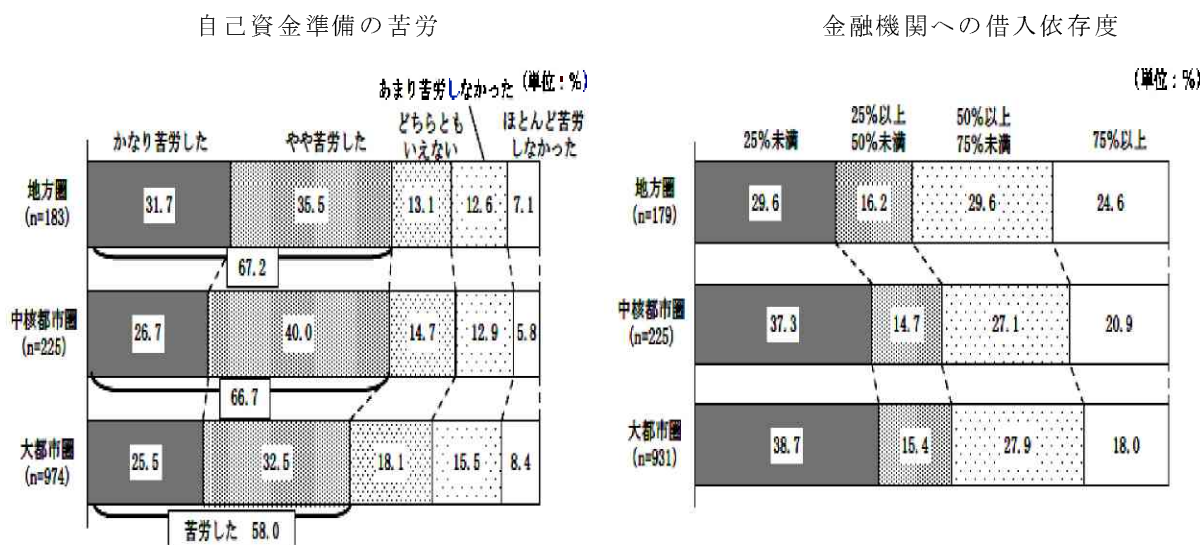 自己資金準備の苦労
(単位:%)
あまり苦労しなかった
かなり苦労した
やや苦労した
どちらとも
いえない
ほとんど苦労
しなかった
地方圏
(n=183)
31.7
35.5
13.1
12.6
7.1
67.2
中核都市圏
(n=225)
26.7
40.0
14.7
12.9
5.8
66.7
大都市圏
(n=974)
25.5
32.5
18.1
15.5
8.4
苦労した 58.0
金融機関への借入依存度
(単位:%)
25%未満
25%以上
50%未満
50%以上
75%未満
75%以上
地方圏
(n=179)
29.6
16.2
29.6
24.6
中核都市圏
(n=225)
37.3
14.7
27.1
20.9
大都市圏
(n=931)
38.7
15.4
27.9
18.0